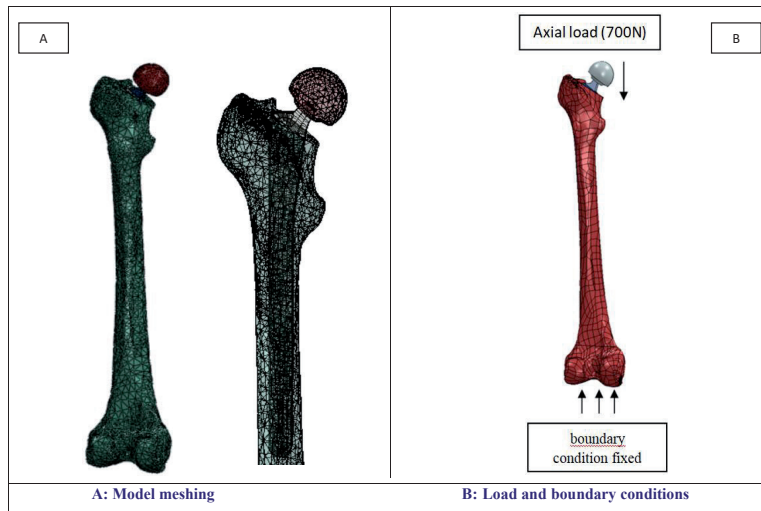 A
Axial load (700N)
B
boundary
condition fixed
A: Model meshing
B: Load and boundary conditions